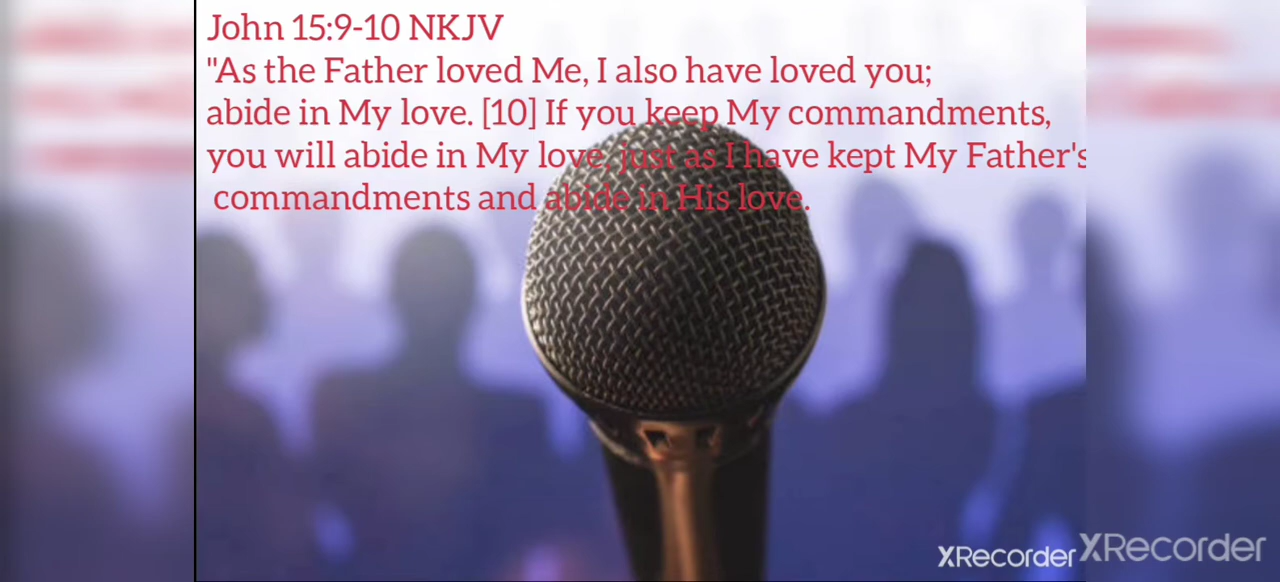 John 15:9-10 NKJV
"As the Father loved Me, I also have loved you;
abide in My love. [10] If you keep My commandments,
you will abide in My love, just as I have kept My Father's
commandments and abide in His love.
XRecorder
XRecorder